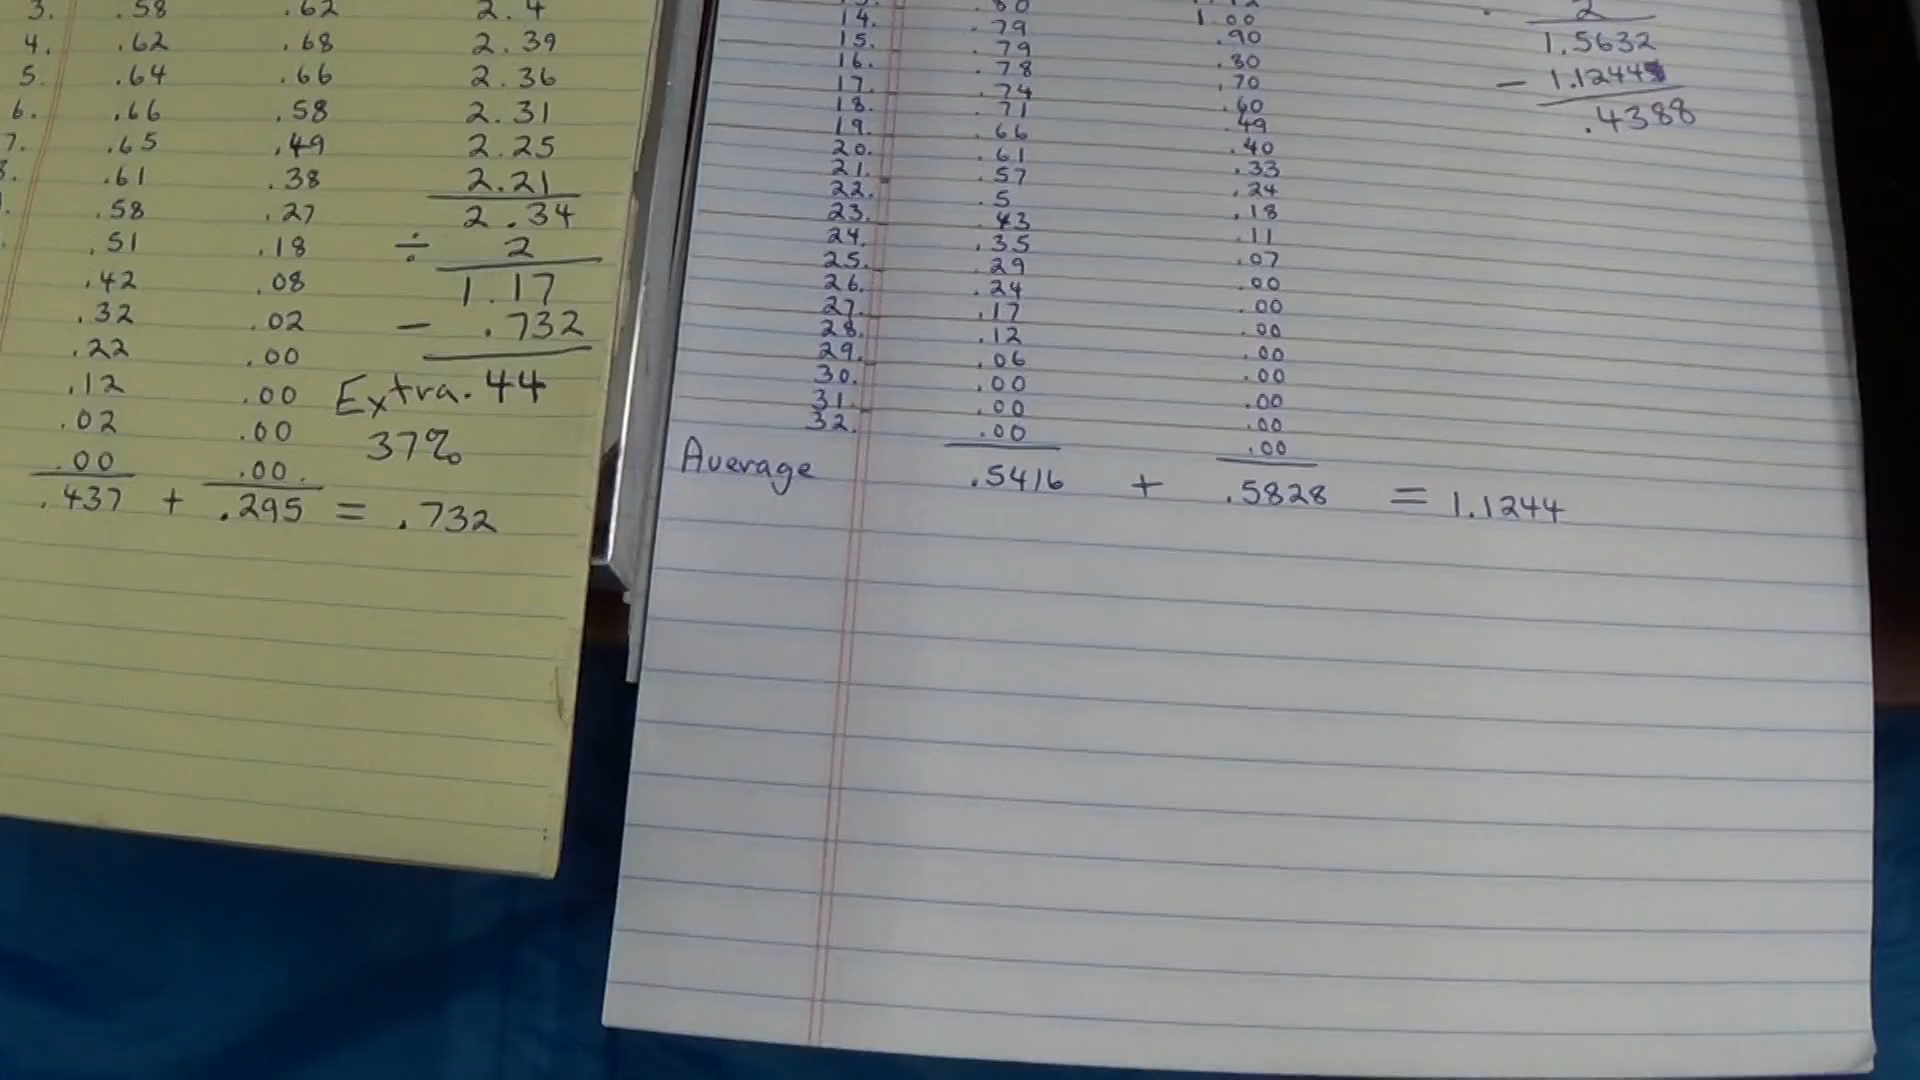 3. .58 .62 2.4
4. .62 .68 2.39
5. .64 .66 2.36
6. .66 .58 2.31
7. .65 .49 2.25
.61 .38 2.21
.58 .27 2.34
.51 .18 ÷ 2
.42 .08 1.17
.32 .02 - .732
.22 .00
.12 .00 Extra .44
.02 .00 37%
.00 .00
.437 + .295 = .732
14. .79 1.00
15. .79 .90
16. .78 .80
17. .74 .70
18. .71 .60
19. .66 .49
20. .61 .40
21. .57 .33
22. .5 .24
23. .43 .18
24. .35 .11
25. .29 .07
26. .24 .00
27. .17 .00
28. .12 .00
29. .06 .00
30. .00 .00
31. .00 .00
32. .00 .00
.00
Average .5416 + .5828 = 1.1244
2
1.5632
- 1.1244
.4388